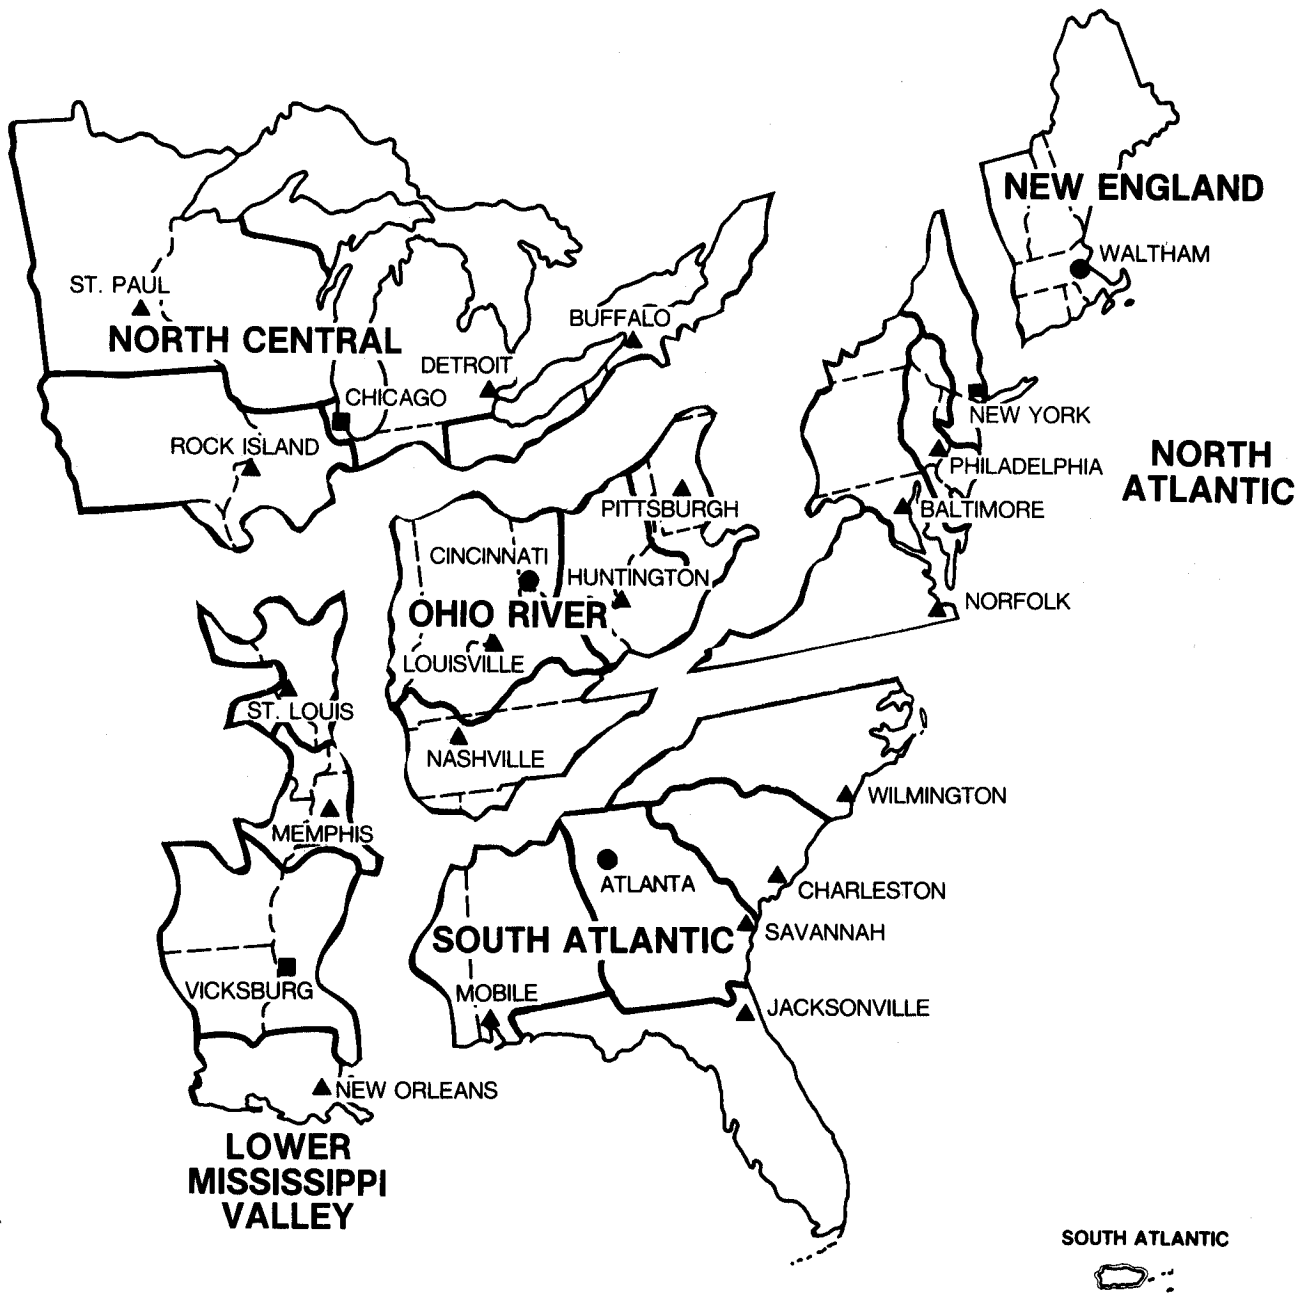 NEW ENGLAND
WALTHAM
ST. PAUL
NORTH CENTRAL
BUFFALO
DETROIT
CHICAGO
ROCK ISLAND
NEW YORK
PHILADELPHIA
NORTH
ATLANTIC
BALTIMORE
NORFOLK
PITTSBURGH
CINCINNATI
HUNTINGTON
OHIO RIVER
LOUISVILLE
NASHVILLE
ST. LOUIS
MEMPHIS
VICKSBURG
NEW ORLEANS
LOWER
MISSISSIPPI
VALLEY
WILMINGTON
ATLANTA
CHARLESTON
SOUTH ATLANTIC
SAVANNAH
MOBILE
JACKSONVILLE
SOUTH ATLANTIC